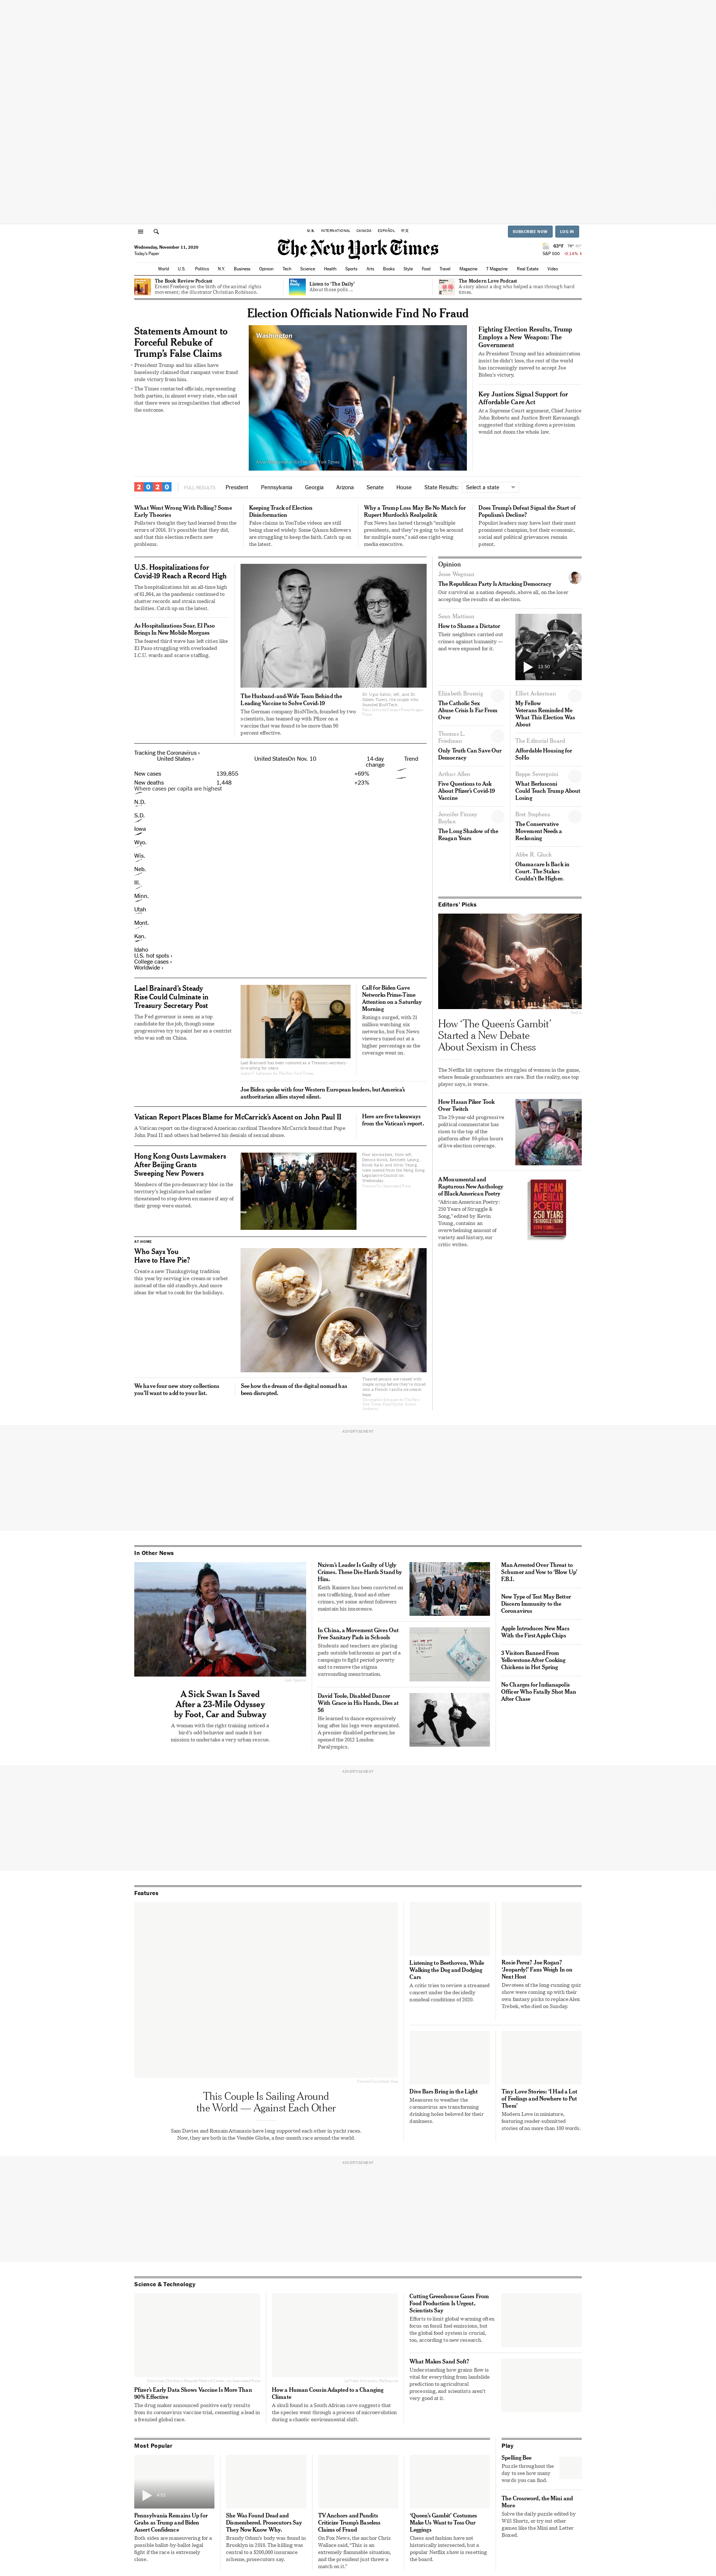 U.S.
INTERNATIONAL
CANADA
ESPAÑOL
中文
SUBSCRIBE NOW
LOG IN
Wednesday, November 11, 2020
Today's Paper
The New York Times
63°F
S&P 500
World
U.S.
Politics
N.Y.
Business
Opinion
Tech
Science
Health
Sports
Arts
Books
Style
Food
Travel
Magazine
T Magazine
Real Estate
Video
The Book Review Podcast
Ernest Freeberg on the birth of the animal rights
movement; the illustrator Christian Robinson.
Listen to 'The Daily'
About those polls ...
The Modern Love Podcast
A story about a dog who helped a man through hard
times.
Election Officials Nationwide Find No Fraud
Statements Amount to
Forceful Rebuke of
Trump's False Claims
President Trump and his allies have
baselessly claimed that rampant voter fraud
stole victory from him.
The Times contacted officials, representing
both parties, in almost every state, who said
that there were no irregularities that affected
the outcome.
Washington
Fighting Election Results, Trump
Employs a New Weapon: The
Government
As President Trump and his administration
insist he didn't lose, the rest of the world
has increasingly moved to accept Joe
Biden's victory.
Key Justices Signal Support for
Affordable Care Act
At a Supreme Court argument, Chief Justice
John Roberts and Justice Brett Kavanaugh
suggested that striking down a provision
would not doom the whole law.
2020
FULL RESULTS
President
Pennsylvania
Georgia
Arizona
Senate
House
State Results:
Select a state
What Went Wrong With Polling? Some
Early Theories
Pollsters thought they had learned from the
errors of 2016. It's possible that they did,
and that this election reflects new
problems.
Keeping Track of Election
Disinformation
False claims in YouTube videos are still
being shared widely. Some QAnon followers
are struggling to keep the faith. Catch up on
the latest.
Why a Trump Loss May Be No Match for
Rupert Murdoch's Realpolitik
Fox News has lasted through "multiple
presidents, and they're going to be around
for multiple more," said one right-wing
media executive.
Does Trump's Defeat Signal the Start of
Populism's Decline?
Populist leaders may have lost their most
prominent champion, but their economic,
social and political grievances remain
potent.
U.S. Hospitalizations for
Covid-19 Reach a Record High
The hospitalizations hit an all-time high
of 61,964, as the pandemic continued to
shatter records and strain medical
facilities. Catch up on the latest.
As Hospitalizations Soar, El Paso
Brings In New Mobile Morgues
The feared third wave has left cities like
El Paso struggling with overloaded
I.C.U. wards and scarce staffing.
The Husband-and-Wife Team Behind the
Leading Vaccine to Solve Covid-19
The German company BioNTech, founded by two
scientists, has teamed up with Pfizer on a
vaccine that was found to be more than 90
percent effective.
Dr. Ugur Sahin, left, and Dr.
Özlem Türeci, the couple who
founded BioNTech.
Tracking the Coronavirus ›
United States ›
United States
On Nov. 10
14-day
change
Trend
New cases
139,855
+69%
New deaths
1,448
+23%
Where cases per capita are highest
N.D.
S.D.
Iowa
Wyo.
Wis.
Neb.
Ill.
Minn.
Utah
Mont.
Kan.
Idaho
U.S. hot spots ›
College cases ›
Worldwide ›
Lael Brainard's Steady
Rise Could Culminate in
Treasury Secretary Post
The Fed governor is seen as a top
candidate for the job, though some
progressives try to paint her as a centrist
who was soft on China.
Call for Biden Gave
Networks Prime-Time
Attention on a Saturday
Morning
Ratings surged, with 21
million watching six
networks, but Fox News
viewers tuned out at a
higher percentage as the
coverage went on.
Joe Biden spoke with four Western European leaders, but America's
authoritarian allies stayed silent.
Vatican Report Places Blame for McCarrick's Ascent on John Paul II
A Vatican report on the disgraced American cardinal Theodore McCarrick found that Pope
John Paul II and others had believed his denials of sexual abuse.
Here are five takeaways
from the Vatican's report.
Hong Kong Ousts Lawmakers
After Beijing Grants
Sweeping New Powers
Members of the pro-democracy bloc in the
territory's legislature had earlier
threatened to step down en masse if any of
their group were ousted.
AT HOME
Who Says You
Have to Have Pie?
Create a new Thanksgiving tradition
this year by serving ice cream or sorbet
instead of the old standbys. And more
ideas for what to cook for the holidays.
We have four new story collections
you'll want to add to your list.
See how the dream of the digital nomad has
been disrupted.
Opinion
Jesse Wegman
The Republican Party Is Attacking Democracy
Our survival as a nation depends, above all, on the loser
accepting the results of an election.
Sean Mattison
How to Shame a Dictator
Their neighbors carried out
crimes against humanity —
and were exposed for it.
13:50
Elizabeth Bruenig
The Catholic Sex
Abuse Crisis Is Far From
Over
Elliot Ackerman
My Fellow
Veterans Reminded Me
What This Election Was
About
Thomas L.
Friedman
Only Truth Can Save Our
Democracy
The Editorial Board
Affordable Housing for
SoHo
Arthur Allen
Five Questions to Ask
About Pfizer's Covid-19
Vaccine
Beppe Severgnini
What Berlusconi
Could Teach Trump About
Losing
Jennifer Finney
Boylan
The Long Shadow of the
Reagan Years
Bret Stephens
The Conservative
Movement Needs a
Reckoning
Abbe R. Gluck
Obamacare Is Back in
Court. The Stakes
Couldn't Be Higher.
Editors' Picks
How 'The Queen's Gambit'
Started a New Debate
About Sexism in Chess
The Netflix hit captures the struggles of women in the game,
where female grandmasters are rare. But the reality, one top
player says, is worse.
How Hasan Piker Took
Over Twitch
The 29-year-old progressive
political commentator has
risen to the top of the
platform after 80-plus hours
of live election coverage.
A Monumental and
Rapturous New Anthology
of Black American Poetry
"African American Poetry:
250 Years of Struggle &
Song," edited by Kevin
Young, contains an
overwhelming amount of
variety and history, our
critic writes.
AFRICAN
AMERICAN
POETRY
250 YEARS
ADVERTISEMENT
In Other News
A Sick Swan Is Saved
After a 23-Mile Odyssey
by Foot, Car and Subway
A woman with the right training noticed a
bird's odd behavior and made it her
mission to undertake a very urban rescue.
Nxivm's Leader Is Guilty of Ugly
Crimes. These Die-Hards Stand by
Him.
Keith Raniere has been convicted on
sex trafficking, fraud and other
crimes, yet some ardent followers
maintain his innocence.
In China, a Movement Gives Out
Free Sanitary Pads in Schools
Students and teachers are placing
pads outside bathrooms as part of a
campaign to fight period poverty
and to remove the stigma
surrounding menstruation.
David Toole, Disabled Dancer
With Grace in His Hands, Dies at
56
He learned to dance expressively
long after his legs were amputated.
A premier disabled performer, he
opened the 2012 London
Paralympics.
Man Arrested Over Threat to
Schumer and Vow to 'Blow Up'
F.B.I.
New Type of Test May Better
Discern Immunity to the
Coronavirus
Apple Introduces New Macs
With the First Apple Chips
3 Visitors Banned From
Yellowstone After Cooking
Chickens in Hot Spring
No Charges for Indianapolis
Officer Who Fatally Shot Man
After Chase
ADVERTISEMENT
Features
This Couple Is Sailing Around
the World — Against Each Other
Sam Davies and Romain Attanasio have long supported each other in yacht races.
Now, they are both in the Vendée Globe, a four-month race around the world.
Listening to Beethoven, While
Walking the Dog and Dodging
Cars
A critic tries to review a streamed
concert under the decidedly
nonideal conditions of 2020.
Rosie Perez? Joe Rogan?
'Jeopardy!' Fans Weigh In on
Next Host
Devotees of the long-running quiz
show were coming up with their
own fantasy picks to replace Alex
Trebek, who died on Sunday.
Dive Bars Bring in the Light
Measures to weather the
coronavirus are transforming
drinking holes beloved for their
dankness.
Tiny Love Stories: 'I Had a Lot
of Feelings and Nowhere to Put
Them'
Modern Love in miniature,
featuring reader-submitted
stories of no more than 100 words.
ADVERTISEMENT
Science & Technology
Pfizer's Early Data Shows Vaccine Is More Than
90% Effective
The drug maker announced positive early results
from its coronavirus vaccine trial, cementing a lead in
a frenzied global race.
How a Human Cousin Adapted to a Changing
Climate
A skull found in a South African cave suggests that
the species went through a process of microevolution
during a chaotic environmental shift.
Cutting Greenhouse Gases From
Food Production Is Urgent,
Scientists Say
Efforts to limit global warming often
focus on fossil fuel emissions, but
the global food system is crucial,
too, according to new research.
What Makes Sand Soft?
Understanding how grains flow is
vital for everything from landslide
prediction to agricultural
processing, and scientists aren't
very good at it.
Most Popular
4:53
Pennsylvania Remains Up for
Grabs as Trump and Biden
Assert Confidence
Both sides are maneuvering for a
possible ballot-by-ballot legal
fight if the race is extremely
close.
She Was Found Dead and
Dismembered. Prosecutors Say
They Now Know Why.
Brandy Odom's body was found in
Brooklyn in 2018. The killing was
central to a $200,000 insurance
scheme, prosecutors say.
TV Anchors and Pundits
Criticize Trump's Baseless
Claims of Fraud
On Fox News, the anchor Chris
Wallace said, "This is an
extremely flammable situation,
and the president just threw a
match on it."
'Queen's Gambit' Costumes
Make Us Want to Toss Our
Leggings
Chess and fashion have not
historically intersected, but a
popular Netflix show is resetting
the board.
Play
Spelling Bee
Puzzle throughout the
day to see how many
words you can find.
The Crossword, the Mini and
More
Solve the daily puzzle edited by
Will Shortz, or try out other
games like the Mini and Letter
Boxed.